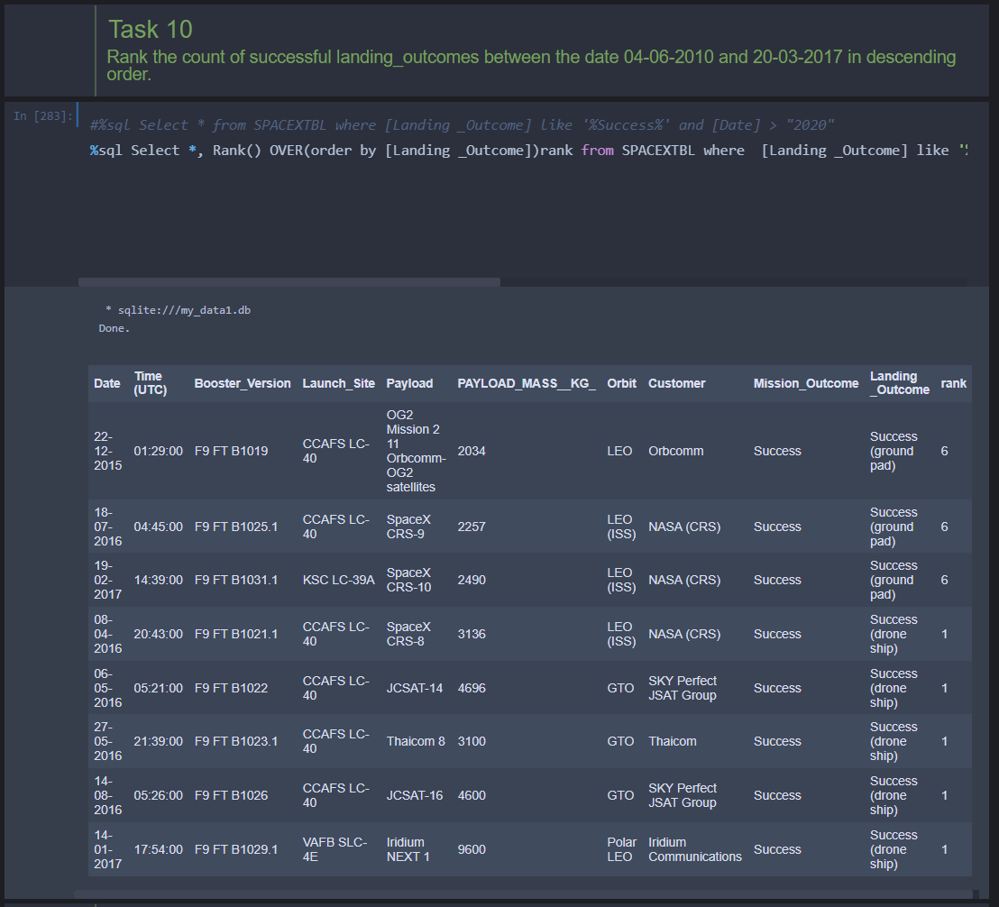 Task 10
Rank the count of successful landing_outcomes between the date 04-06-2010 and 20-03-2017 in descending
order.
In [283]:
#%sql Select * from SPACEXTBL where [Landing _Outcome] like '%Success%' and [Date] > "2020"
%sql Select *, Rank() OVER(order by [Landing _Outcome])rank from SPACEXTBL where  [Landing _Outcome] like '
* sqlite:///my_data1.db
Done.
Date Time (UTC) Booster_Version Launch_Site Payload PAYLOAD_MASS__KG_ Orbit Customer Mission_Outcome Landing _Outcome rank
22-12-2015 01:29:00 F9 FT B1019 CCAFS LC-40 OG2 Mission 2 11 Orbcomm-OG2 satellites 2034 LEO Orbcomm Success Success (ground pad) 6
18-07-2016 04:45:00 F9 FT B1025.1 CCAFS LC-40 SpaceX CRS-9 2257 LEO (ISS) NASA (CRS) Success Success (ground pad) 6
19-02-2017 14:39:00 F9 FT B1031.1 KSC LC-39A SpaceX CRS-10 2490 LEO (ISS) NASA (CRS) Success Success (ground pad) 6
08-04-2016 20:43:00 F9 FT B1021.1 CCAFS LC-40 SpaceX CRS-8 3136 LEO (ISS) NASA (CRS) Success Success (drone ship) 1
06-05-2016 05:21:00 F9 FT B1022 CCAFS LC-40 JCSAT-14 4696 GTO SKY Perfect JSAT Group Success Success (drone ship) 1
27-05-2016 21:39:00 F9 FT B1023.1 CCAFS LC-40 Thaicom 8 3100 GTO Thaicom Success Success (drone ship) 1
14-08-2016 05:26:00 F9 FT B1026 CCAFS LC-40 JCSAT-16 4600 GTO SKY Perfect JSAT Group Success Success (drone ship) 1
14-01-2017 17:54:00 F9 FT B1029.1 VAFB SLC-4E Iridium NEXT 1 9600 Polar LEO Iridium Communications Success Success (drone ship) 1